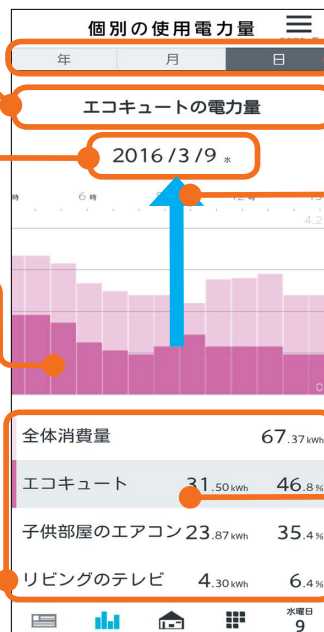 個別の使用電力量
年 月 日
エコキュートの電力量
2016/3/9 水
6時
4.2
0
全体消費量 67.37kWh
エコキュート 31.50kWh 46.8%
子供部屋のエアコン 23.87kWh 35.4%
リビングのテレビ 4.30kWh 6.4%
水曜日
9